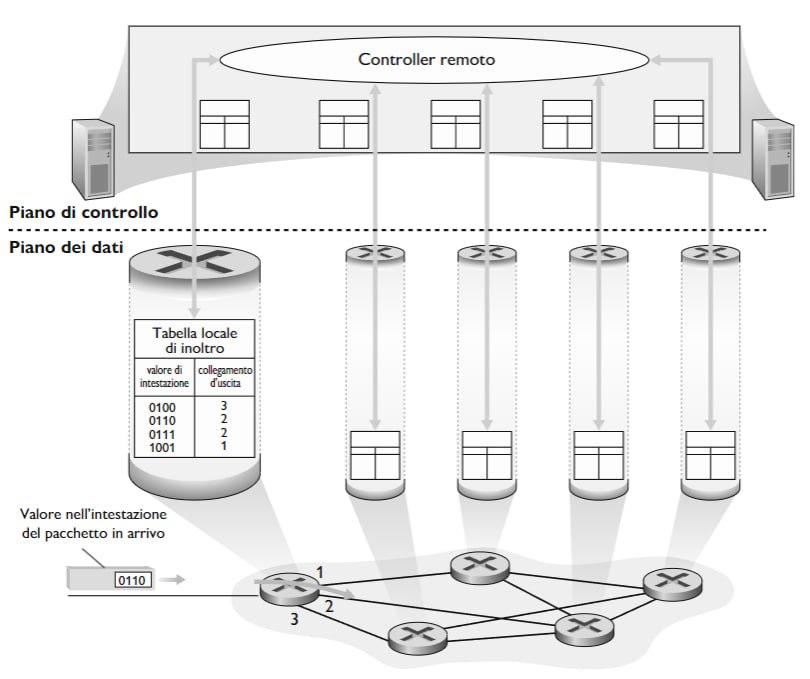 Controller remoto
Piano di controllo
Piano dei dati
Tabella locale
di inoltro
valore di
intestazione
collegamento
d'uscita
0100 3
0110 2
0111 2
1001 1
Valore nell'intestazione
del pacchetto in arrivo
0110
1
2
3